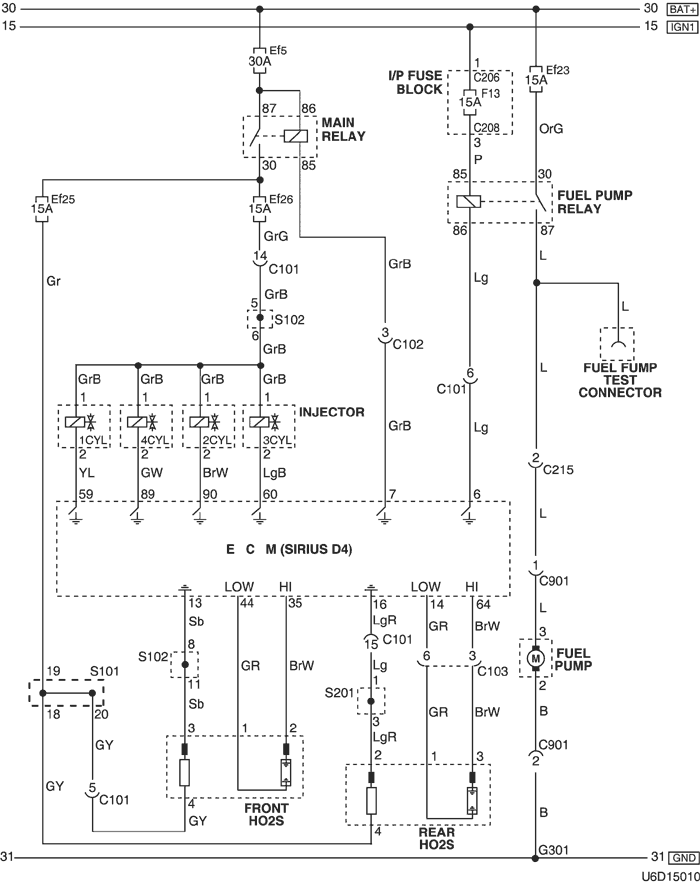 30
30 BAT+
15
15 IGN1
Ef5
30A
1
C206
I/P FUSE
BLOCK
F13
15A
C208
3
Ef23
15A
87 86
MAIN
RELAY
30 85
OrG
P
85 30
FUEL PUMP
RELAY
86 87
Ef25
15A
Ef26
15A
GrG
14
C101
Gr
GrB
GrB
5
S102
6
GrB
3
C102
Lg
L
L
FUEL FUMP
TEST
CONNECTOR
L
6
C101
GrB GrB GrB GrB
1 1 1 1
INJECTOR
1CYL 4CYL 2CYL 3CYL
2 2 2 2
YL GW BrW LgB
GrB
Lg
2
C215
59 89 90 60 7 6
L
E C M (SIRIUS D4)
1
C901
LOW HI LOW HI
13 44 35 16 14 64
L
Sb
LgR
GR BrW
15
C101
3
FUEL
PUMP
M
2
8
S102
11
GR BrW
Lg
6 3
C103
19
S101
18 20
1
S201
3
Sb
GR BrW
B
LgR
GY
3 1 2
C901
2
2 1 3
GY
5
C101
4
GY
FRONT
HO2S
B
4
REAR
HO2S
G301
31
31 GND
U6D15010